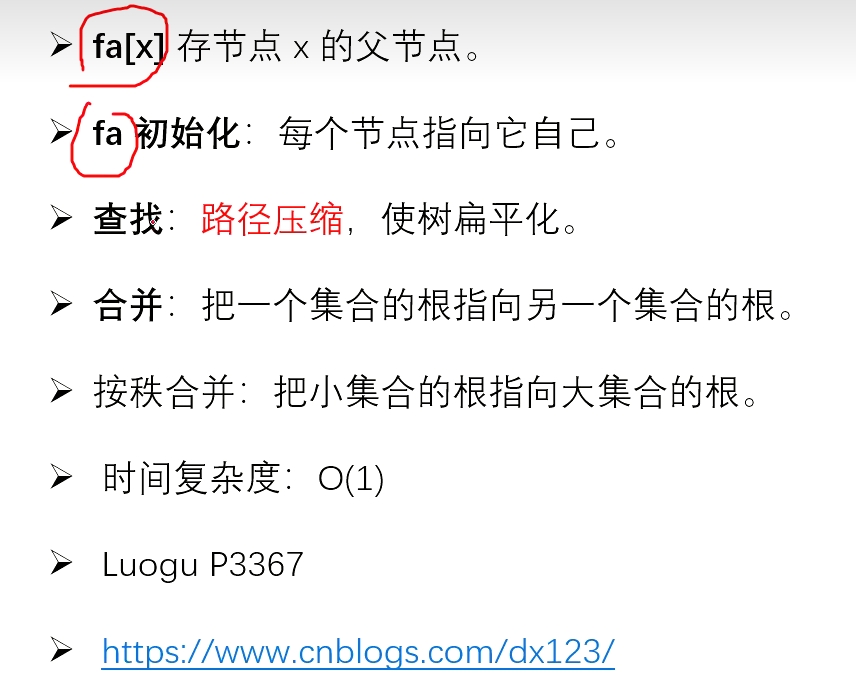 fa[x] 存节点 x 的父节点。
fa 初始化：每个节点指向它自己。
查找：路径压缩，使树扁平化。
合并：把一个集合的根指向另一个集合的根。
按秩合并：把小集合的根指向大集合的根。
时间复杂度：O(1)
Luogu P3367
https://www.cnblogs.com/dx123/